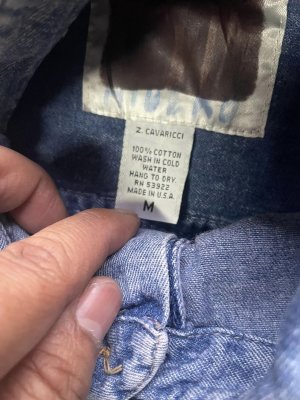 Z. CAVARICCI
100% COTTON
WASH IN COLD
WATER
HANG TO DRY.
RN 53922
MADE IN U.S.A.
M